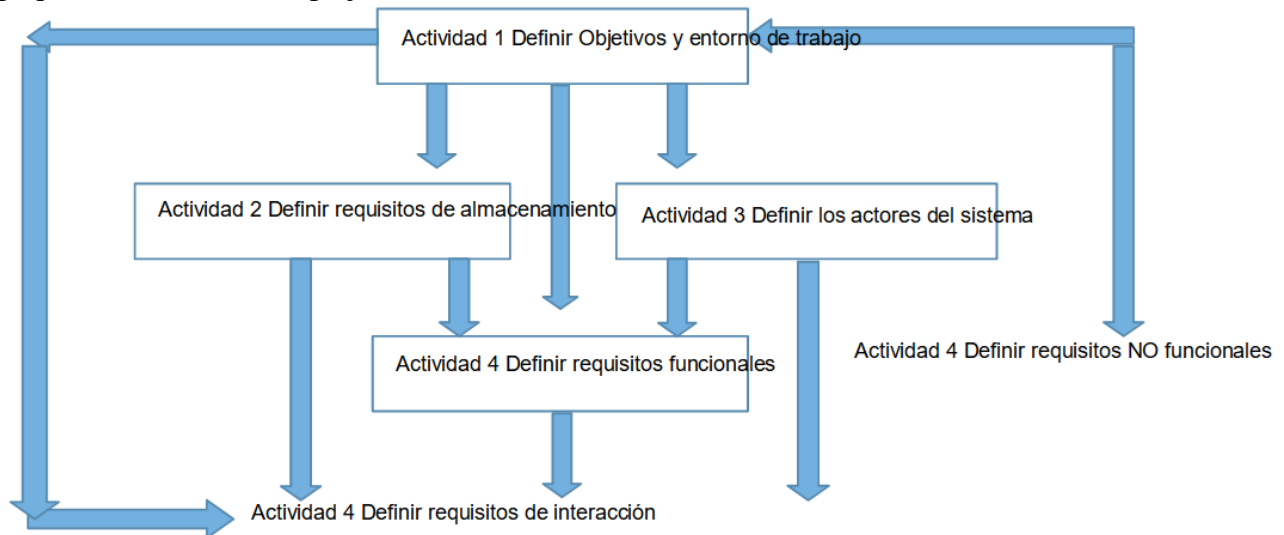 Actividad 1 Definir Objetivos y entorno de trabajo
Actividad 2 Definir requisitos de almacenamiento
Actividad 3 Definir los actores del sistema
Actividad 4 Definir requisitos NO funcionales
Actividad 4 Definir requisitos funcionales
Actividad 4 Definir requisitos de interacción